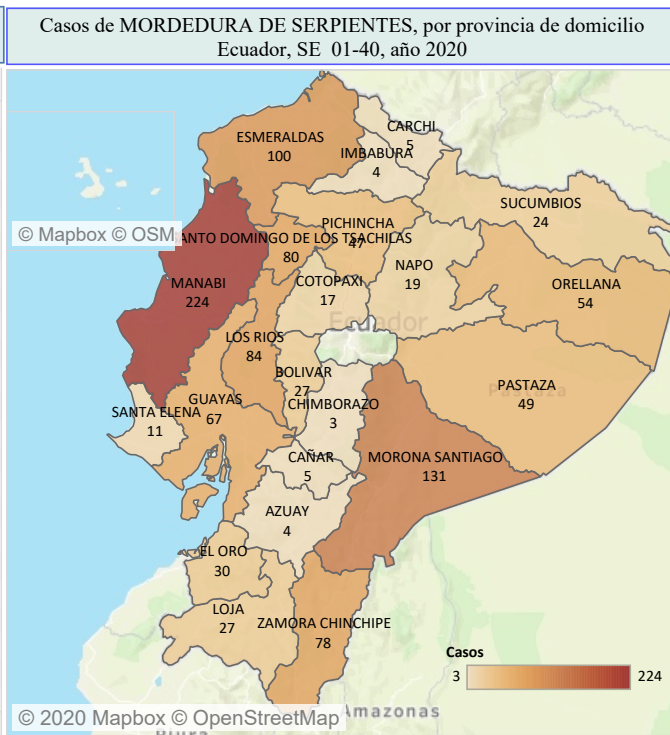 Casos de MORDEDURA DE SERPIENTES, por provincia de domicilio
Ecuador, SE 01-40, año 2020
CARCHI
5
ESMERALDAS
100
IMBABURA
4
SUCUMBIOS
24
© Mapbox © OSM
PICHINCHA
47
ANTO DOMINGO DE LOS TSACHILAS
80
NAPO
19
MANABI
224
COTOPAXI
17
ORELLANA
54
Ecuador
LOS RIOS
84
BOLIVAR
27
PASTAZA
49
Pastaza
GUAYAS
67
SANTA ELENA
11
CHIMBORAZO
3
CAÑAR
5
MORONA SANTIAGO
131
AZUAY
4
EL ORO
30
LOJA
27
ZAMORA CHINCHIPE
78
Casos
3 224
© 2020 Mapbox © OpenStreetMap
Amazonas